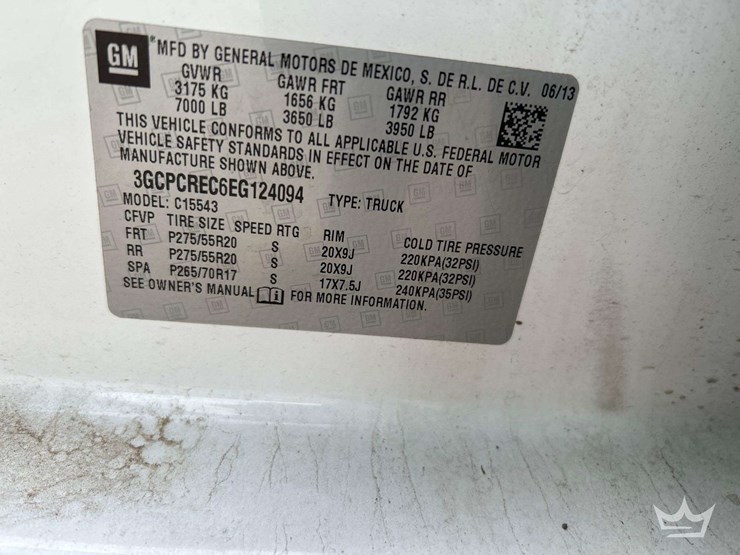 GM
*MFD BY GENERAL MOTORS DE MEXICO, S. DE R.L. DE C.V. 06/13
GVWR GAWR FRT GAWR RR
3175 KG 1656 KG 1792 KG
7000 LB 3650 LB 3950 LB
THIS VEHICLE CONFORMS TO ALL APPLICABLE U.S. FEDERAL MOTOR
VEHICLE SAFETY STANDARDS IN EFFECT ON THE DATE OF
MANUFACTURE SHOWN ABOVE.
3GCPCREC6EG124094 TYPE: TRUCK
MODEL: C15543
CFVP TIRE SIZE SPEED RTG RIM COLD TIRE PRESSURE
FRT P275/55R20 S 20X9J 220KPA(32PSI)
RR P275/55R20 S 20X9J 220KPA(32PSI)
SPA P265/70R17 S 17X7.5J 240KPA(35PSI)
SEE OWNER'S MANUAL FOR MORE INFORMATION.